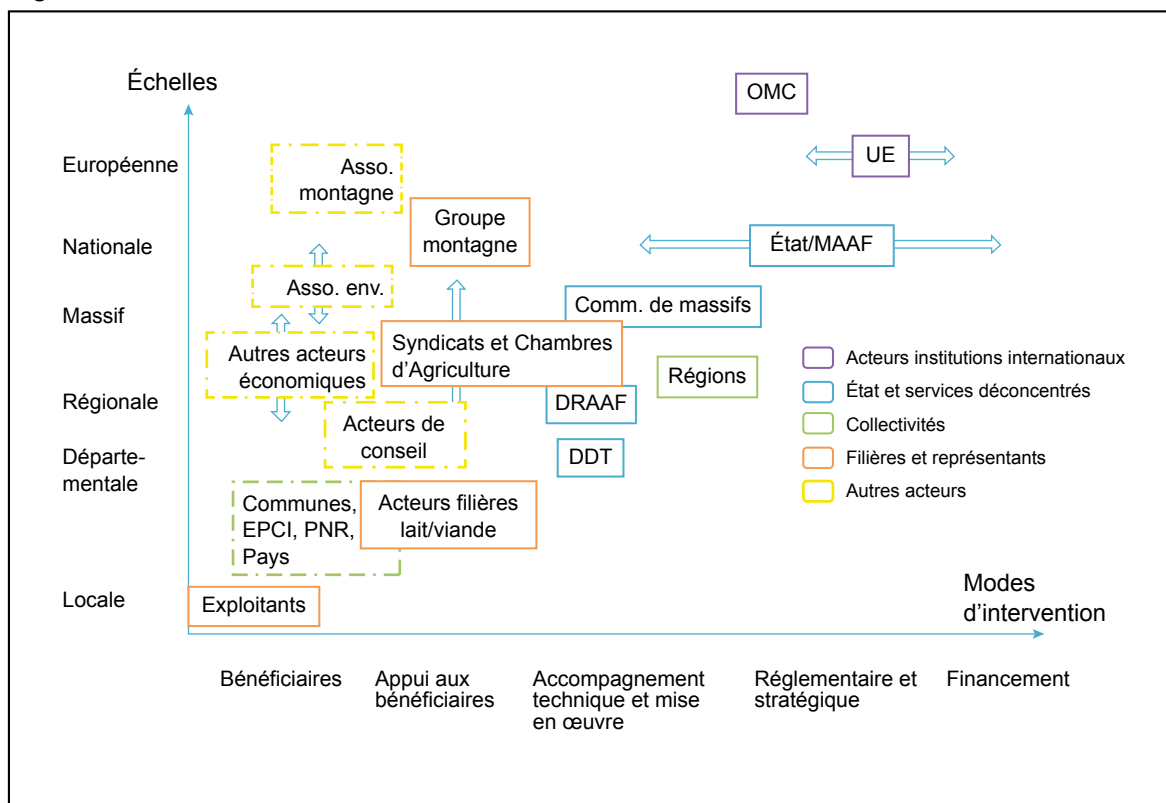 Échelles
OMC
Européenne
Asso.
montagne
UE
Groupe
montagne
Nationale
État/MAAF
Asso. env.
Massif
Comm. de massifs
Autres acteurs
économiques
Syndicats et Chambres
d'Agriculture
Régions
Acteurs institutions internationaux
État et services déconcentrés
Collectivités
Filières et représentants
Autres acteurs
Régionale
DRAAF
Acteurs de
conseil
Départe-
mentale
DDT
Communes,
EPCI, PNR,
Pays
Acteurs filières
lait/viande
Locale
Exploitants
Modes
d'intervention
Bénéficiaires
Appui aux
bénéficiaires
Accompagnement
technique et mise
en œuvre
Réglementaire et
stratégique
Financement